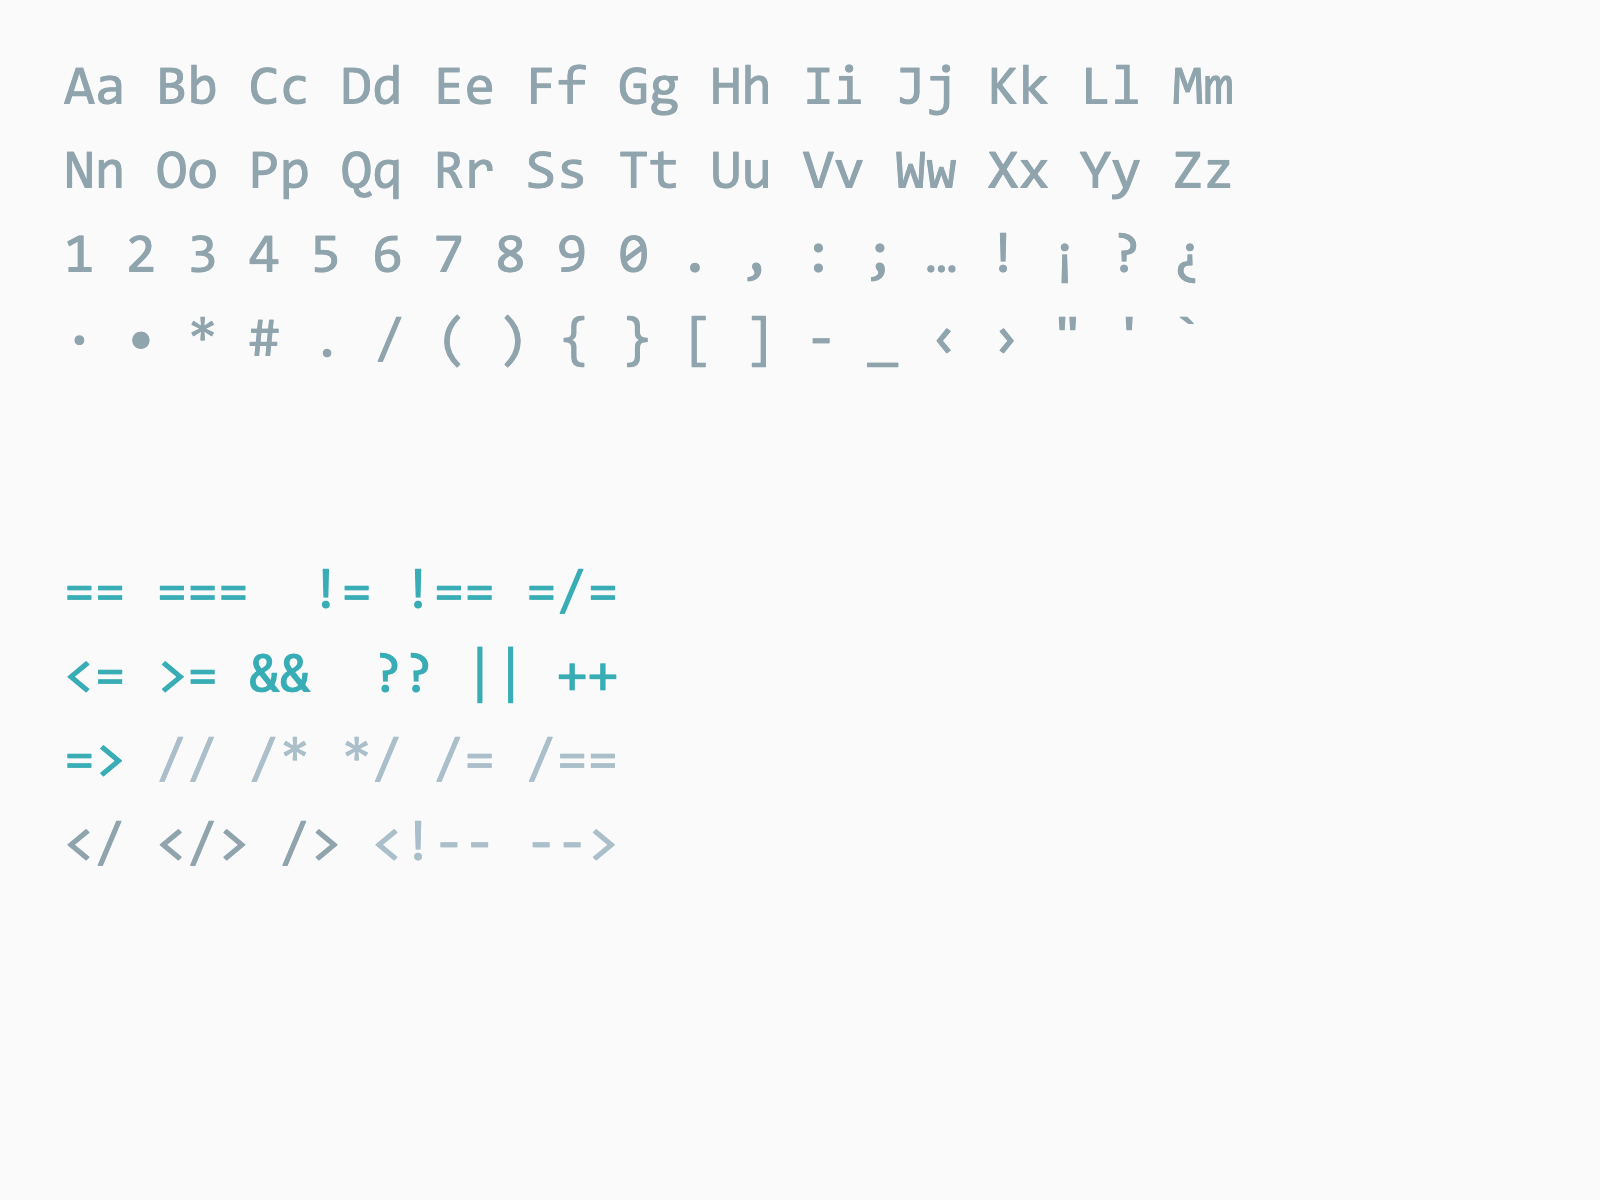 Aa Bb Cc Dd Ee Ff Gg Hh Ii Jj Kk Ll Mm
Nn Oo Pp Qq Rr Ss Tt Uu Vv Ww Xx Yy Zz
1 2 3 4 5 6 7 8 9 0 . , : ; … ! ¡ ? ¿
· • * # . / ( ) { } [ ] - _ ‹ › " ' `
== ===  != !== =/=
<= >= &&  ?? || ++
=> // /* */ /= /==
</ </> /> <!-- -->